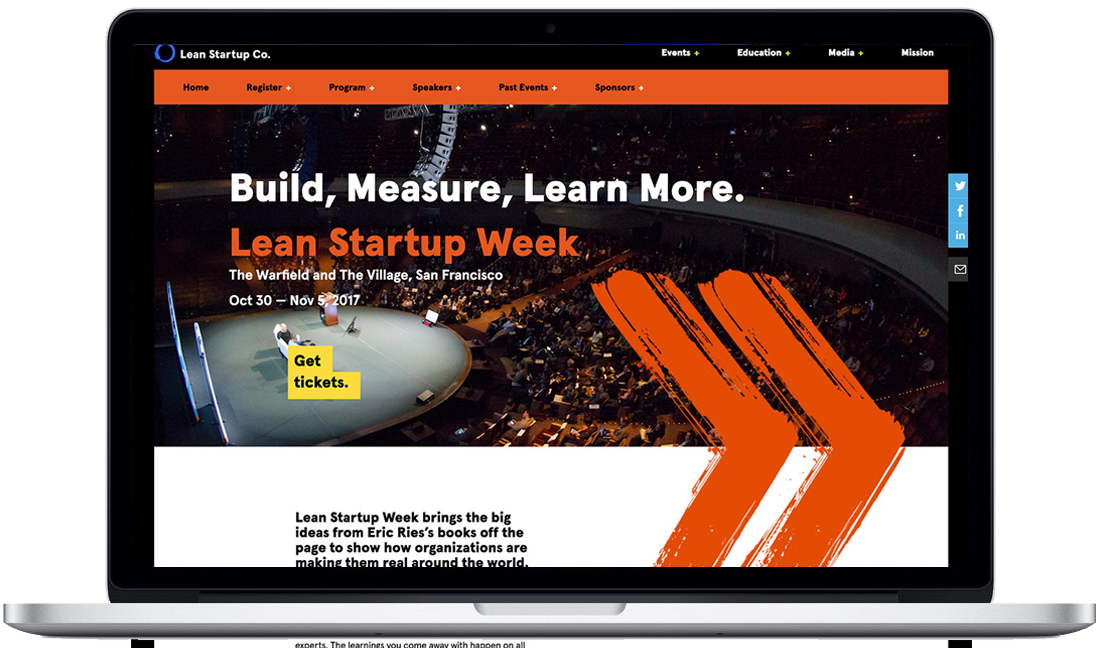 Lean Startup Co.
Events + Education + Media + Mission
Home Register + Program + Speakers + Past Events + Sponsors +
Build, Measure, Learn More.
Lean Startup Week
The Warfield and The Village, San Francisco
Oct 30 — Nov 5, 2017
Get
tickets.
in
Lean Startup Week brings the big
ideas from Eric Ries’s books off the
page to show how organizations are
making them real around the world.
experts. The learnings you come away with happen on all